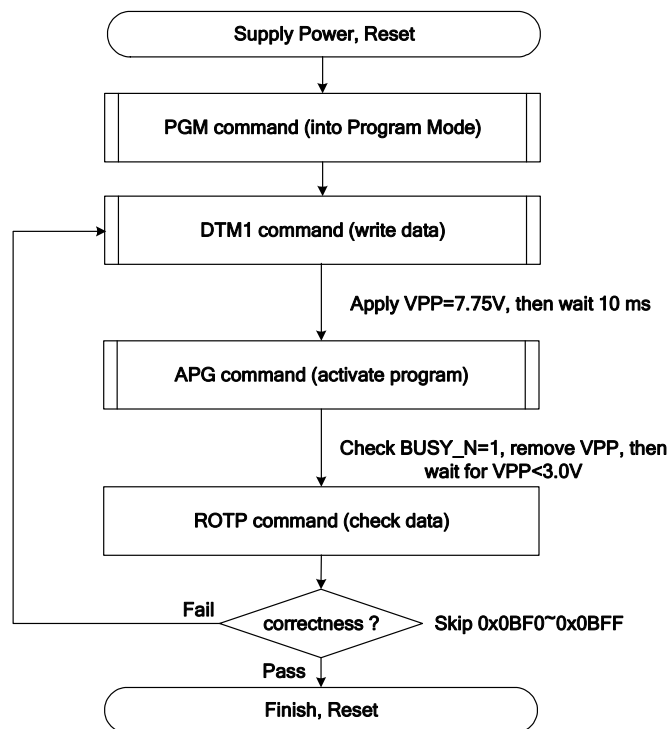 Supply Power, Reset
PGM command (into Program Mode)
DTM1 command (write data)
Apply VPP=7.75V, then wait 10 ms
APG command (activate program)
Check BUSY_N=1, remove VPP, then
wait for VPP<3.0V
ROTP command (check data)
Fail
correctness ?
Skip 0x0BF0~0x0BFF
Pass
Finish, Reset